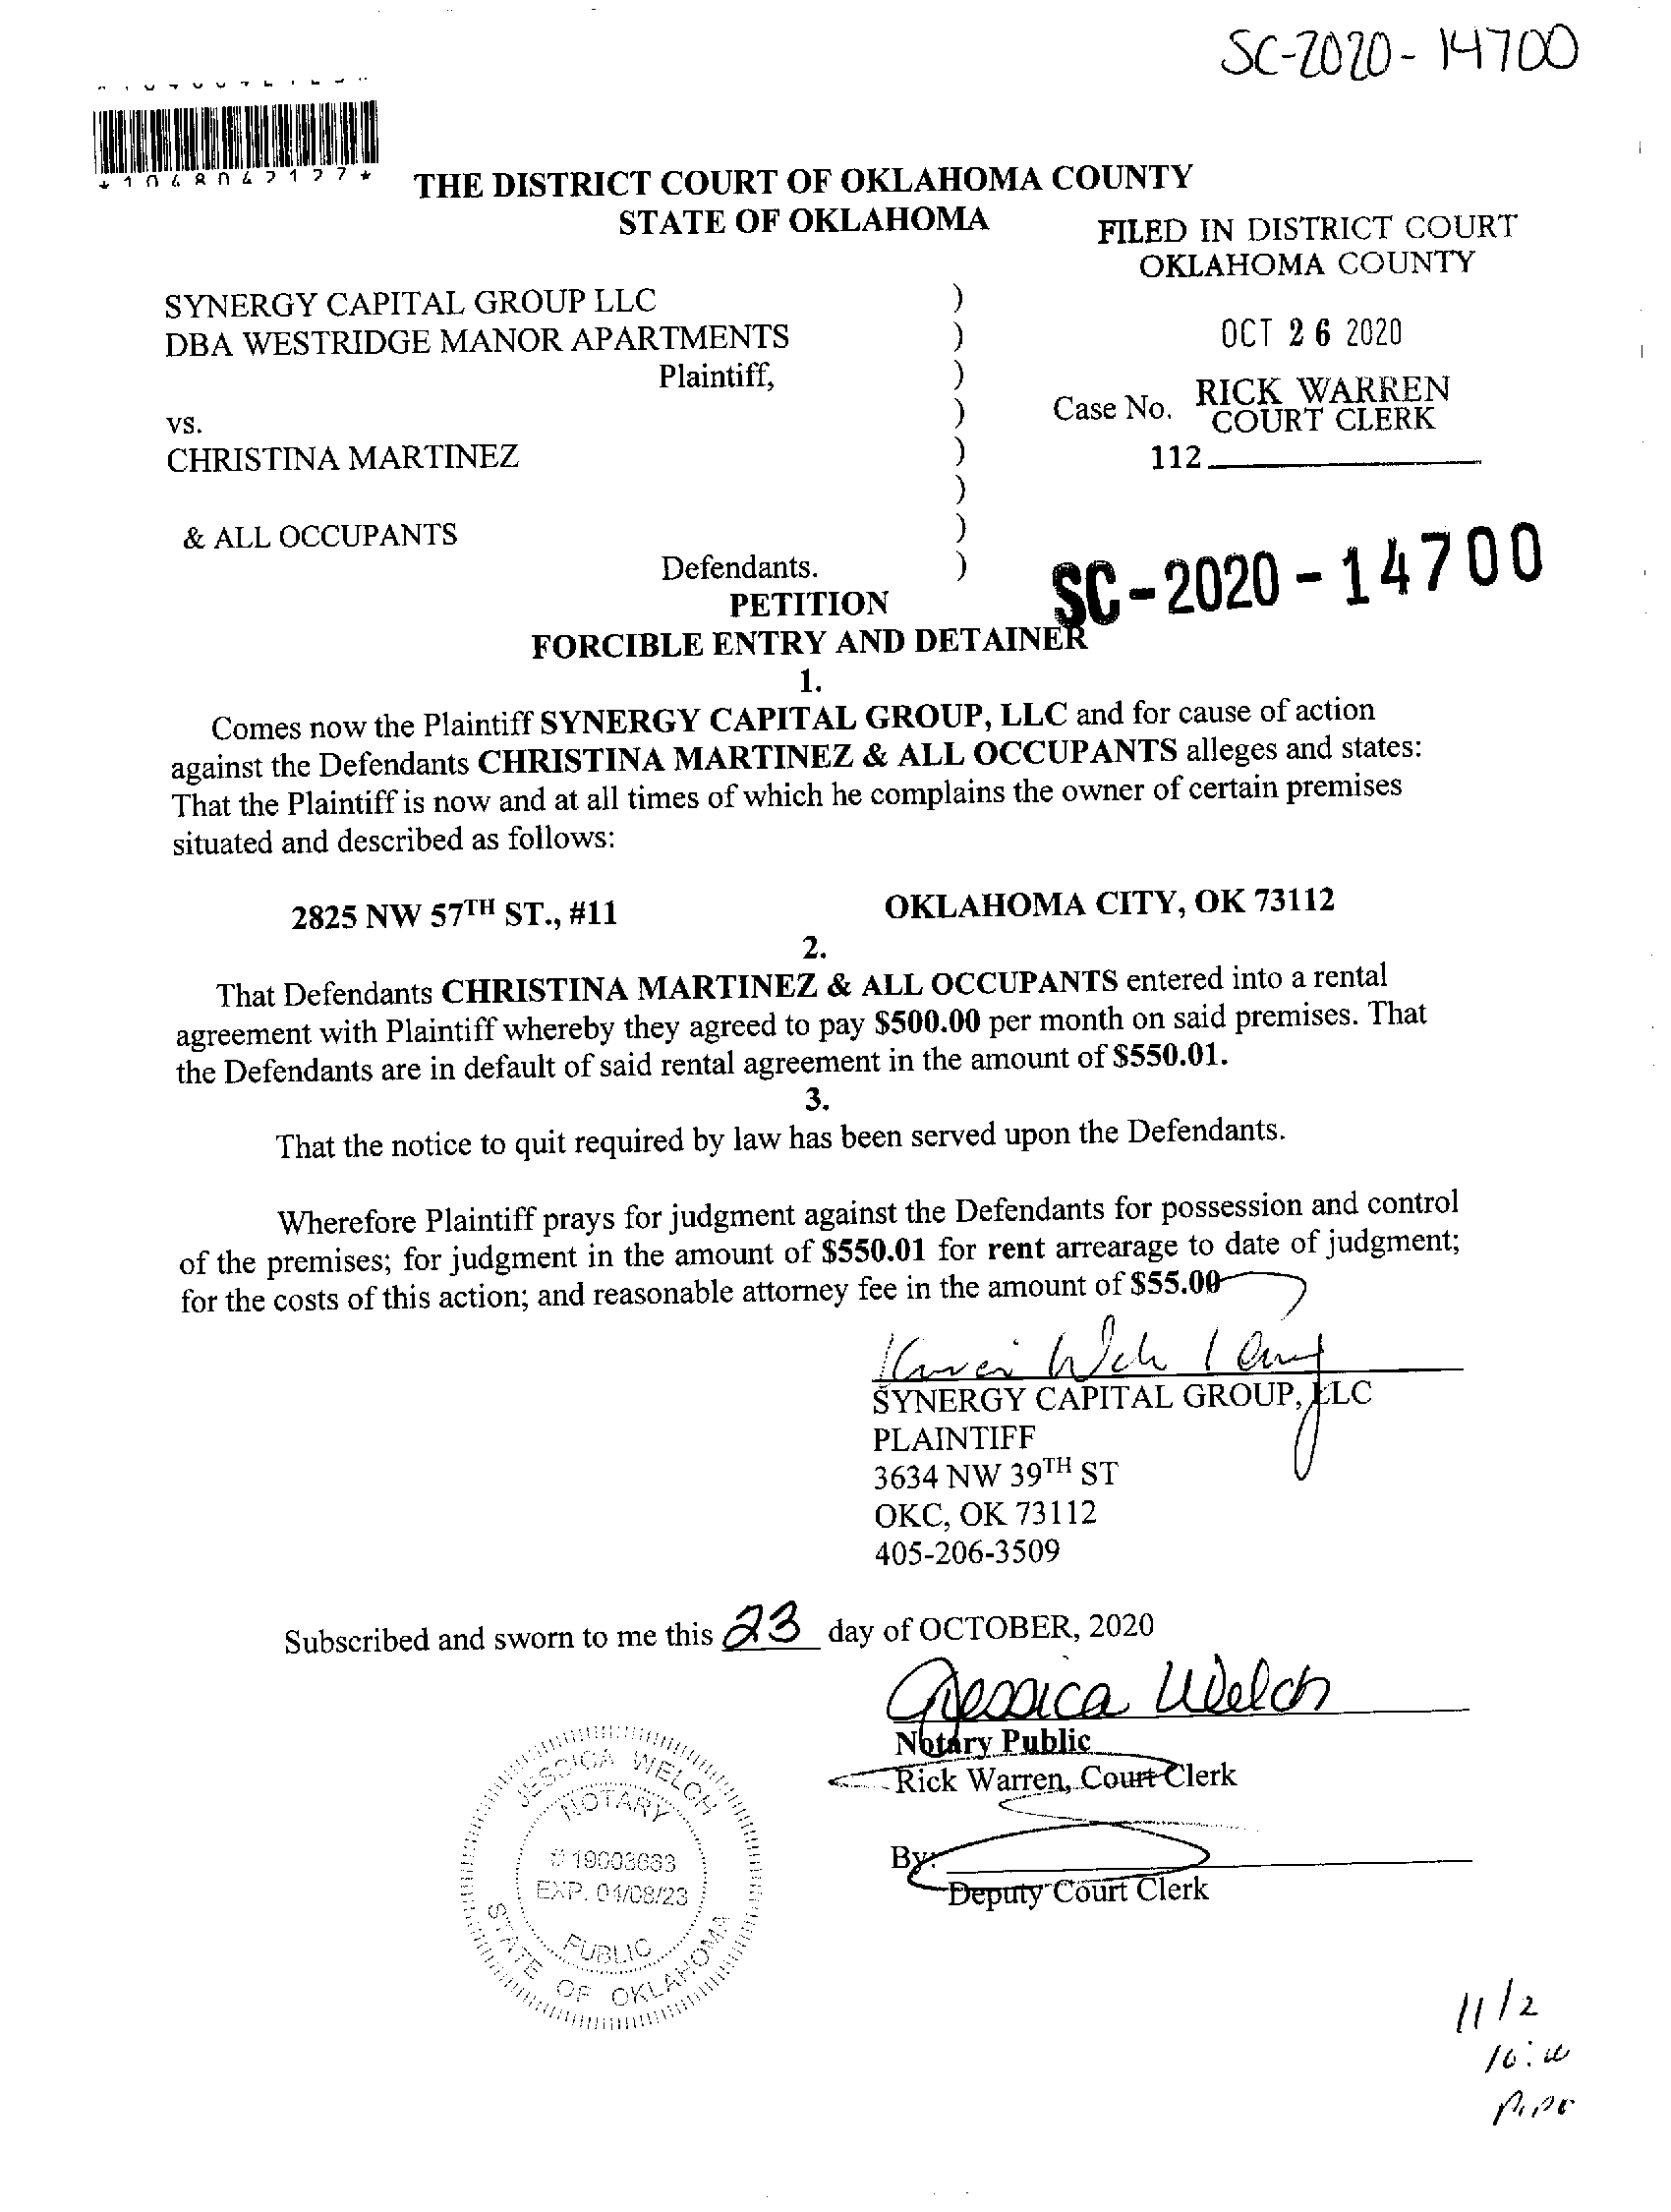 SC-2020-14700
THE DISTRICT COURT OF OKLAHOMA COUNTY
STATE OF OKLAHOMA
FILED IN DISTRICT COURT
OKLAHOMA COUNTY
SYNERGY CAPITAL GROUP LLC )
DBA WESTRIDGE MANOR APARTMENTS )
OCT 26 2020
Plaintiff, )
RICK WARREN
vs. ) Case No. COURT CLERK
CHRISTINA MARTINEZ ) 112
)
& ALL OCCUPANTS )
Defendants. )
SC-2020-14700
PETITION
FORCIBLE ENTRY AND DETAINER
1.
Comes now the Plaintiff SYNERGY CAPITAL GROUP, LLC and for cause of action
against the Defendants CHRISTINA MARTINEZ & ALL OCCUPANTS alleges and states:
That the Plaintiff is now and at all times of which he complains the owner of certain premises
situated and described as follows:
2825 NW 57TH ST., #11 OKLAHOMA CITY, OK 73112
2.
That Defendants CHRISTINA MARTINEZ & ALL OCCUPANTS entered into a rental
agreement with Plaintiff whereby they agreed to pay $500.00 per month on said premises. That
the Defendants are in default of said rental agreement in the amount of $550.01.
3.
That the notice to quit required by law has been served upon the Defendants.
Wherefore Plaintiff prays for judgment against the Defendants for possession and control
of the premises; for judgment in the amount of $550.01 for rent arrearage to date of judgment;
for the costs of this action; and reasonable attorney fee in the amount of $55.00
SYNERGY CAPITAL GROUP, LLC
PLAINTIFF
3634 NW 39TH ST
OKC, OK 73112
405-206-3509
Subscribed and sworn to me this 23 day of OCTOBER, 2020
Jessica Welch
Notary Public
Rick Warren, Court Clerk
By:
Deputy Court Clerk
JESSICA WELCH
NOTARY
EXP. 04/08/23
PUBLIC
STATE OF OKLAHOMA
11/2